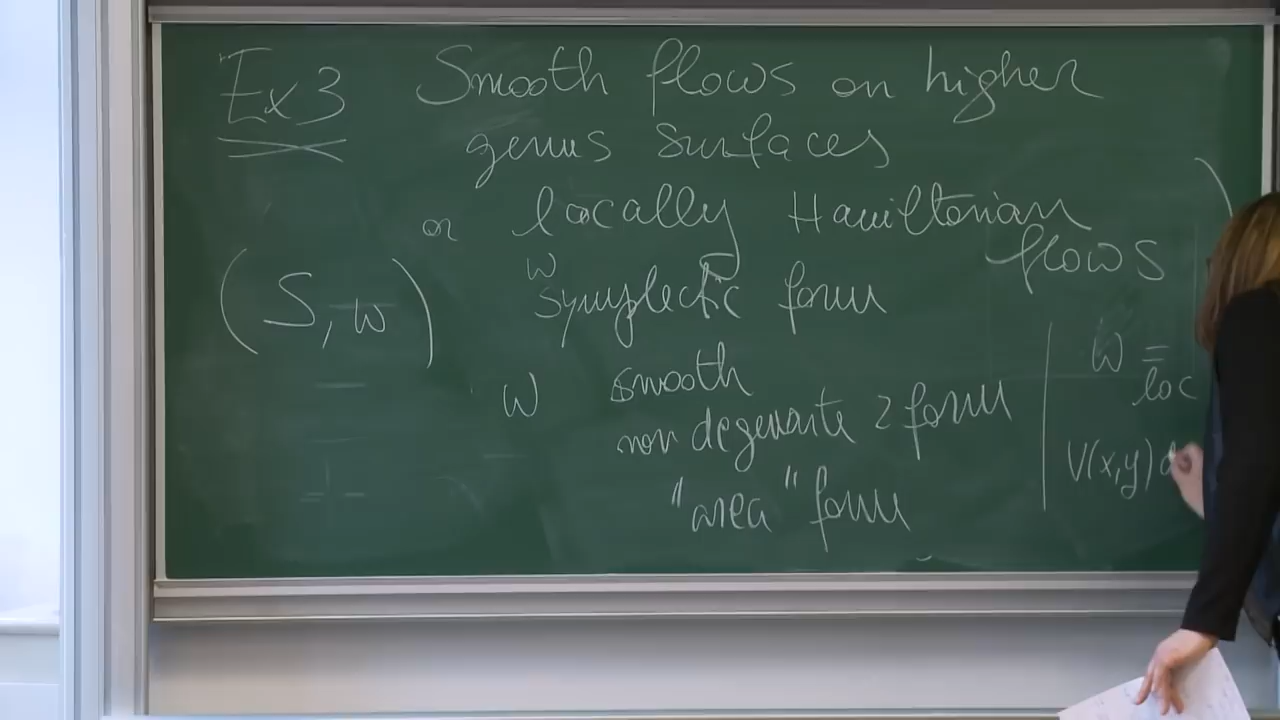 Ex 3 Smooth flows on higher
genus surfaces
or locally Hamiltonian
flows
(S, ω)
ω
symplectic form
ω smooth
non degenerate 2 form
"area" form
ω =
loc
V(x,y) d